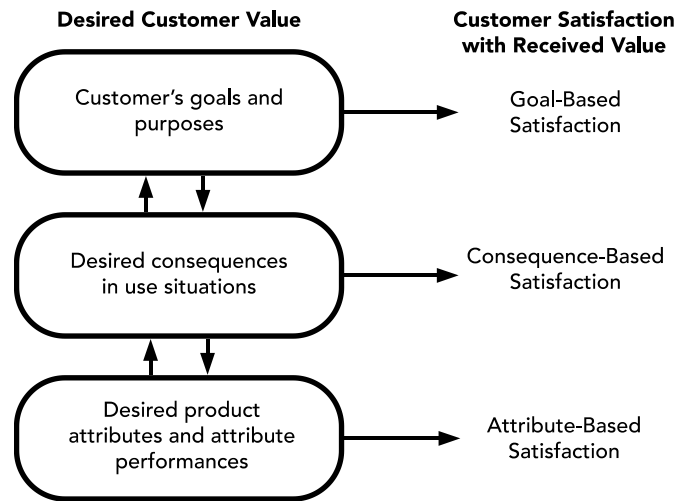 Desired Customer Value
Customer Satisfaction
with Received Value
Customer’s goals and
purposes
Goal-Based
Satisfaction
Desired consequences
in use situations
Consequence-Based
Satisfaction
Desired product
attributes and attribute
performances
Attribute-Based
Satisfaction